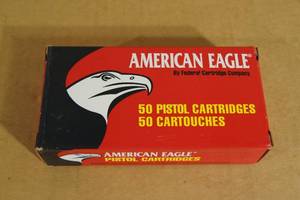 AMERICAN EAGLE®
By Federal Cartridge Company
50 PISTOL CARTRIDGES
50 CARTOUCHES
AMERICAN EAGLE®
PISTOL CARTRIDGES